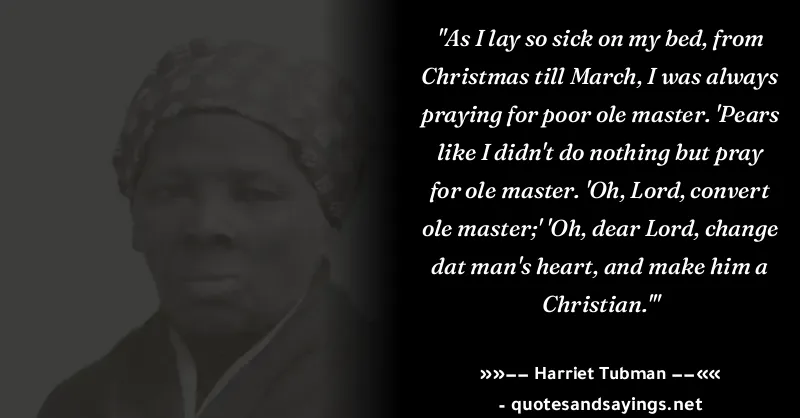 "As I lay so sick on my bed, from
Christmas till March, I was always
praying for poor ole master. 'Pears
like I didn't do nothing but pray
for ole master. 'Oh, Lord, convert
ole master;' 'Oh, dear Lord, change
dat man's heart, and make him a
Christian.'"
»»−− Harriet Tubman −−««
- quotesandsayings.net